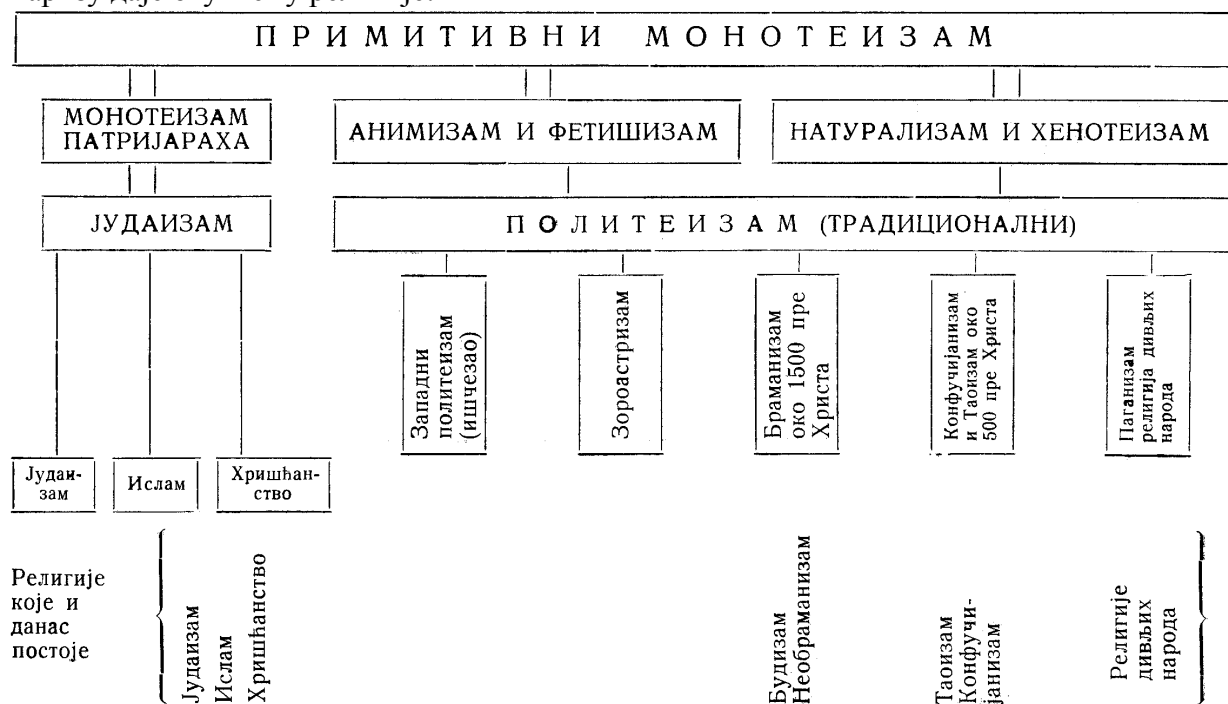 ПРИМИТИВНИ МОНОТЕИЗАМ
МОНОТЕИЗАМ
ПАТРИЈАРАХА
АНИМИЗАМ И ФЕТИШИЗАМ
НАТУРАЛИЗАМ И ХЕНОТЕИЗАМ
ЈУДАИЗАМ
ПОЛИТЕИЗАМ (ТРАДИЦИОНАЛНИ)
Западни
политеизам
(ишчезао)
Зороастризам
Браманизам
око 1500 пре
Христа
Конфучијанизам
и Таоизам око
500 пре Христа
Паганизам
религија дивљих
народа
Јудаи-
зам
Ислам
Хришћан-
ство
Религије
које и
данас
постоје
Јудаизам
Ислам
Хришћанство
Будизам
Необраманизам
Таоизам
Конфучи-
јанизам
Религије
дивљих
народа